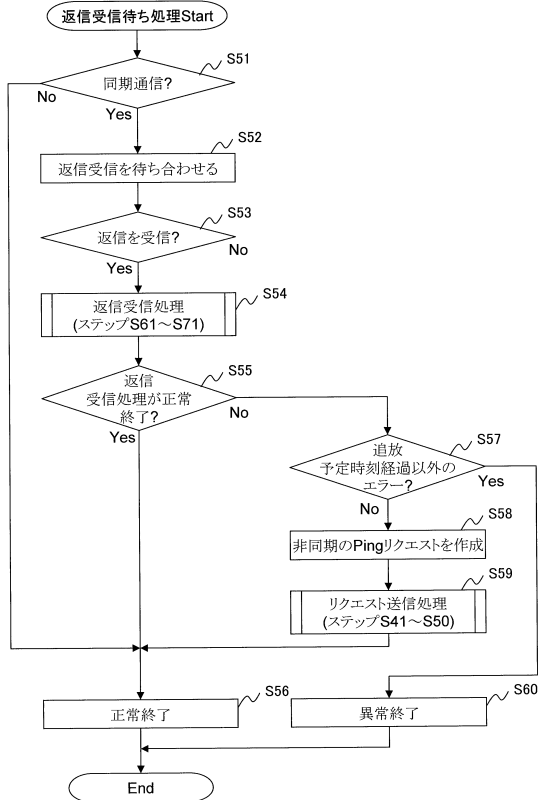 返信受信待ち処理Start
S51
同期通信?
No
Yes
S52
返信受信を待ち合わせる
S53
返信を受信?
No
Yes
S54
返信受信処理
(ステップS61～S71)
S55
返信
受信処理が正常
終了?
No
Yes
S57
追放
予定時刻経過以外の
エラー?
Yes
No
S58
非同期のPingリクエストを作成
S59
リクエスト送信処理
(ステップS41～S50)
S56
正常終了
S60
異常終了
End